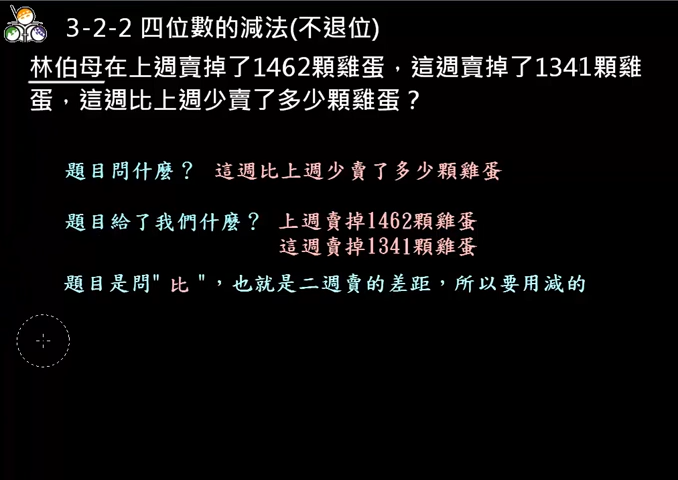 3-2-2 四位數的減法(不退位)
林伯母在上週賣掉了1462顆雞蛋，這週賣掉了1341顆雞
蛋，這週比上週少賣了多少顆雞蛋？
題目問什麼？ 這週比上週少賣了多少顆雞蛋
題目給了我們什麼？ 上週賣掉1462顆雞蛋
這週賣掉1341顆雞蛋
題目是問" 比 "，也就是二週賣的差距，所以要用減的